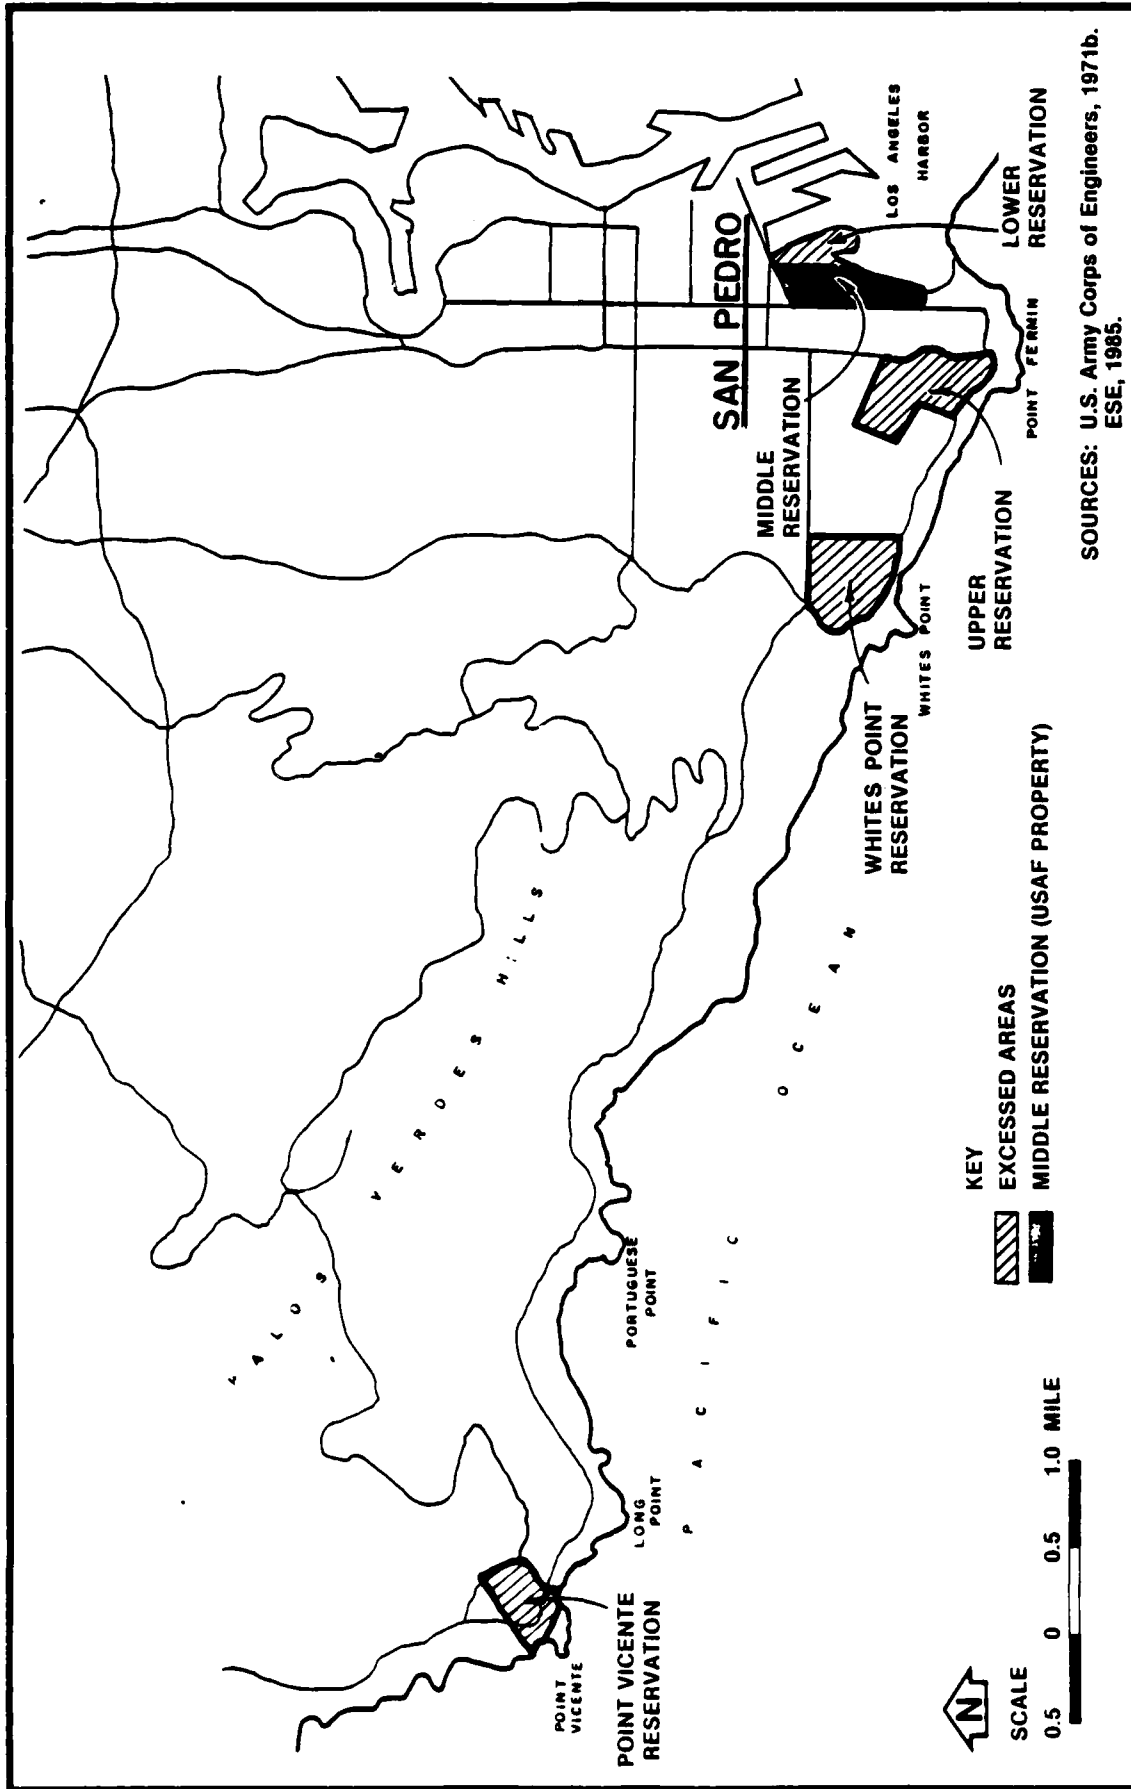 LOS ANGELES
HARBOR
SAN PEDRO
LOWER
RESERVATION
MIDDLE
RESERVATION
POINT FERMIN
UPPER
RESERVATION
WHITES POINT
WHITES POINT
RESERVATION
VERDES HILLS
PACIFIC OCEAN
PORTUGUESE
POINT
LONG
POINT
POINT
VICENTE
POINT VICENTE
RESERVATION
N
SCALE
0.5 0 0.5 1.0 MILE
KEY
EXCESSED AREAS
MIDDLE RESERVATION (USAF PROPERTY)
SOURCES: U.S. Army Corps of Engineers, 1971b.
ESE, 1985.